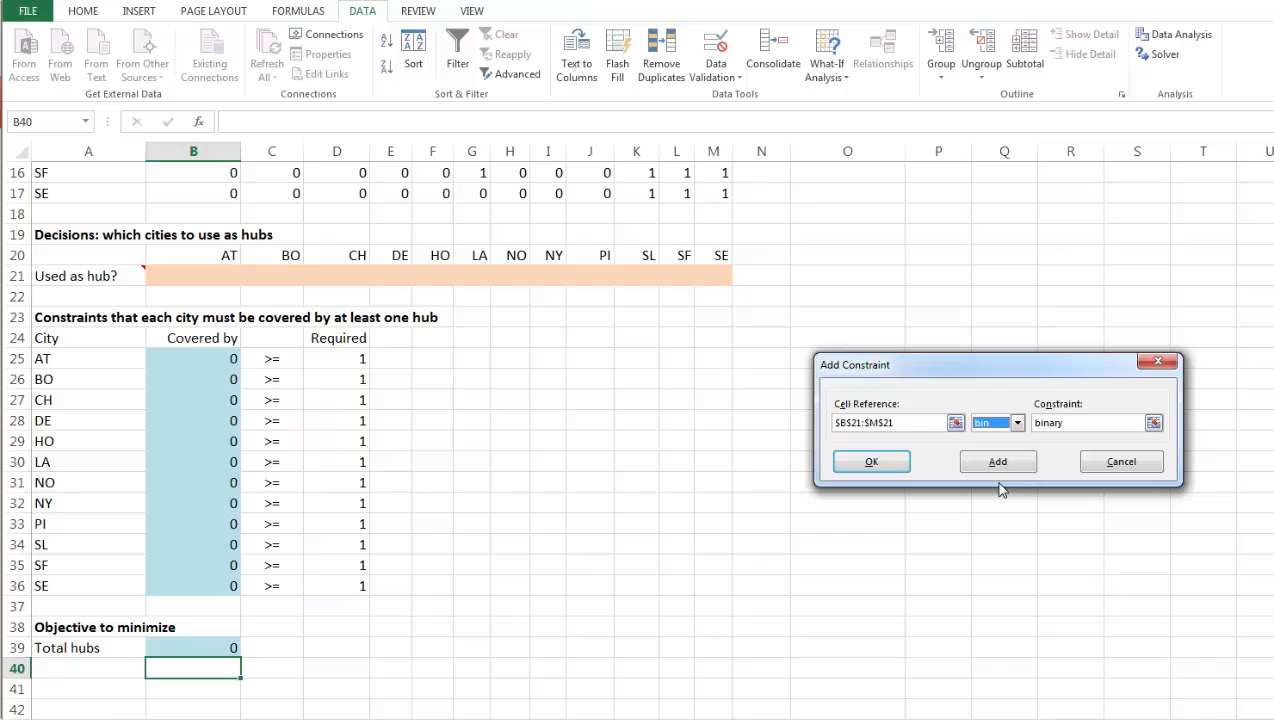 FILE HOME INSERT PAGE LAYOUT FORMULAS DATA REVIEW VIEW
From Access
From Web
From Text
From Other Sources
Existing Connections
Get External Data
Refresh All
Connections
Properties
Edit Links
Connections
A Z
Z A
Sort
Filter
Clear
Reapply
Advanced
Sort & Filter
Text to Columns
Flash Fill
Remove Duplicates
Data Validation
Consolidate
What-If Analysis
Relationships
Data Tools
Group
Ungroup
Subtotal
Show Detail
Hide Detail
Outline
Data Analysis
Solver
Analysis
B40 fx
A B C D E F G H I J K L M N O P Q R S T U
16 SF 0 0 0 0 0 1 0 0 0 1 1 1
17 SE 0 0 0 0 0 0 0 0 0 1 1 1
18
19 Decisions: which cities to use as hubs
20 AT BO CH DE HO LA NO NY PI SL SF SE
21 Used as hub?
22
23 Constraints that each city must be covered by at least one hub
24 City Covered by Required
25 AT 0 >= 1
26 BO 0 >= 1
27 CH 0 >= 1
28 DE 0 >= 1
29 HO 0 >= 1
30 LA 0 >= 1
31 NO 0 >= 1
32 NY 0 >= 1
33 PI 0 >= 1
34 SL 0 >= 1
35 SF 0 >= 1
36 SE 0 >= 1
37
38 Objective to minimize
39 Total hubs 0
40
41
42
Add Constraint
Cell Reference: Constraint:
$B$21:$M$21 bin binary
OK Add Cancel